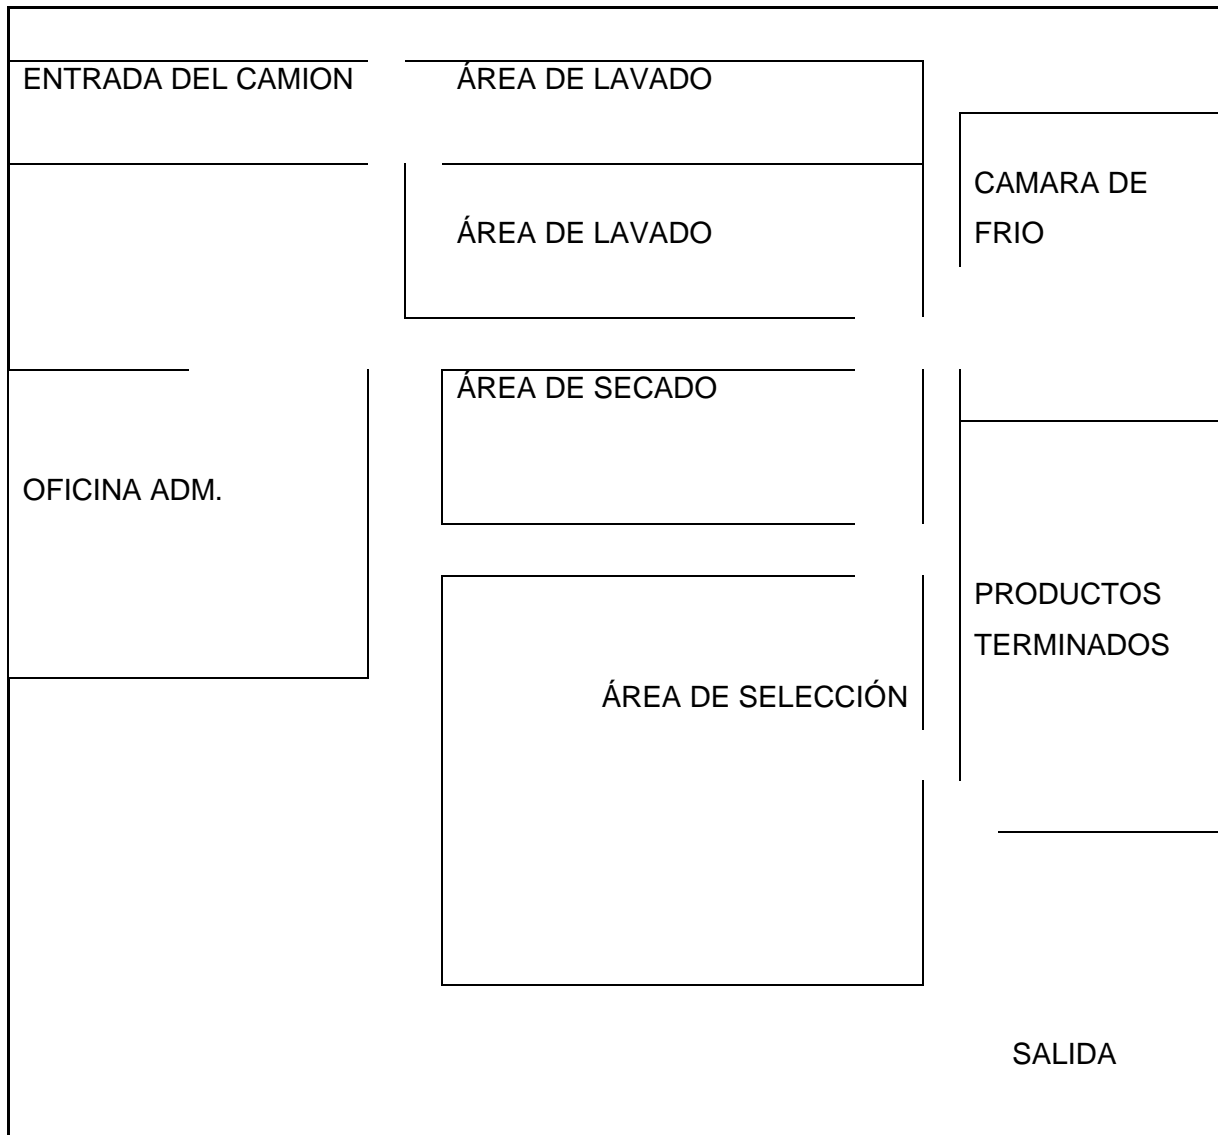 ENTRADA DEL CAMION
ÁREA DE LAVADO
CAMARA DE
FRIO
ÁREA DE LAVADO
ÁREA DE SECADO
OFICINA ADM.
PRODUCTOS
TERMINADOS
ÁREA DE SELECCIÓN
SALIDA